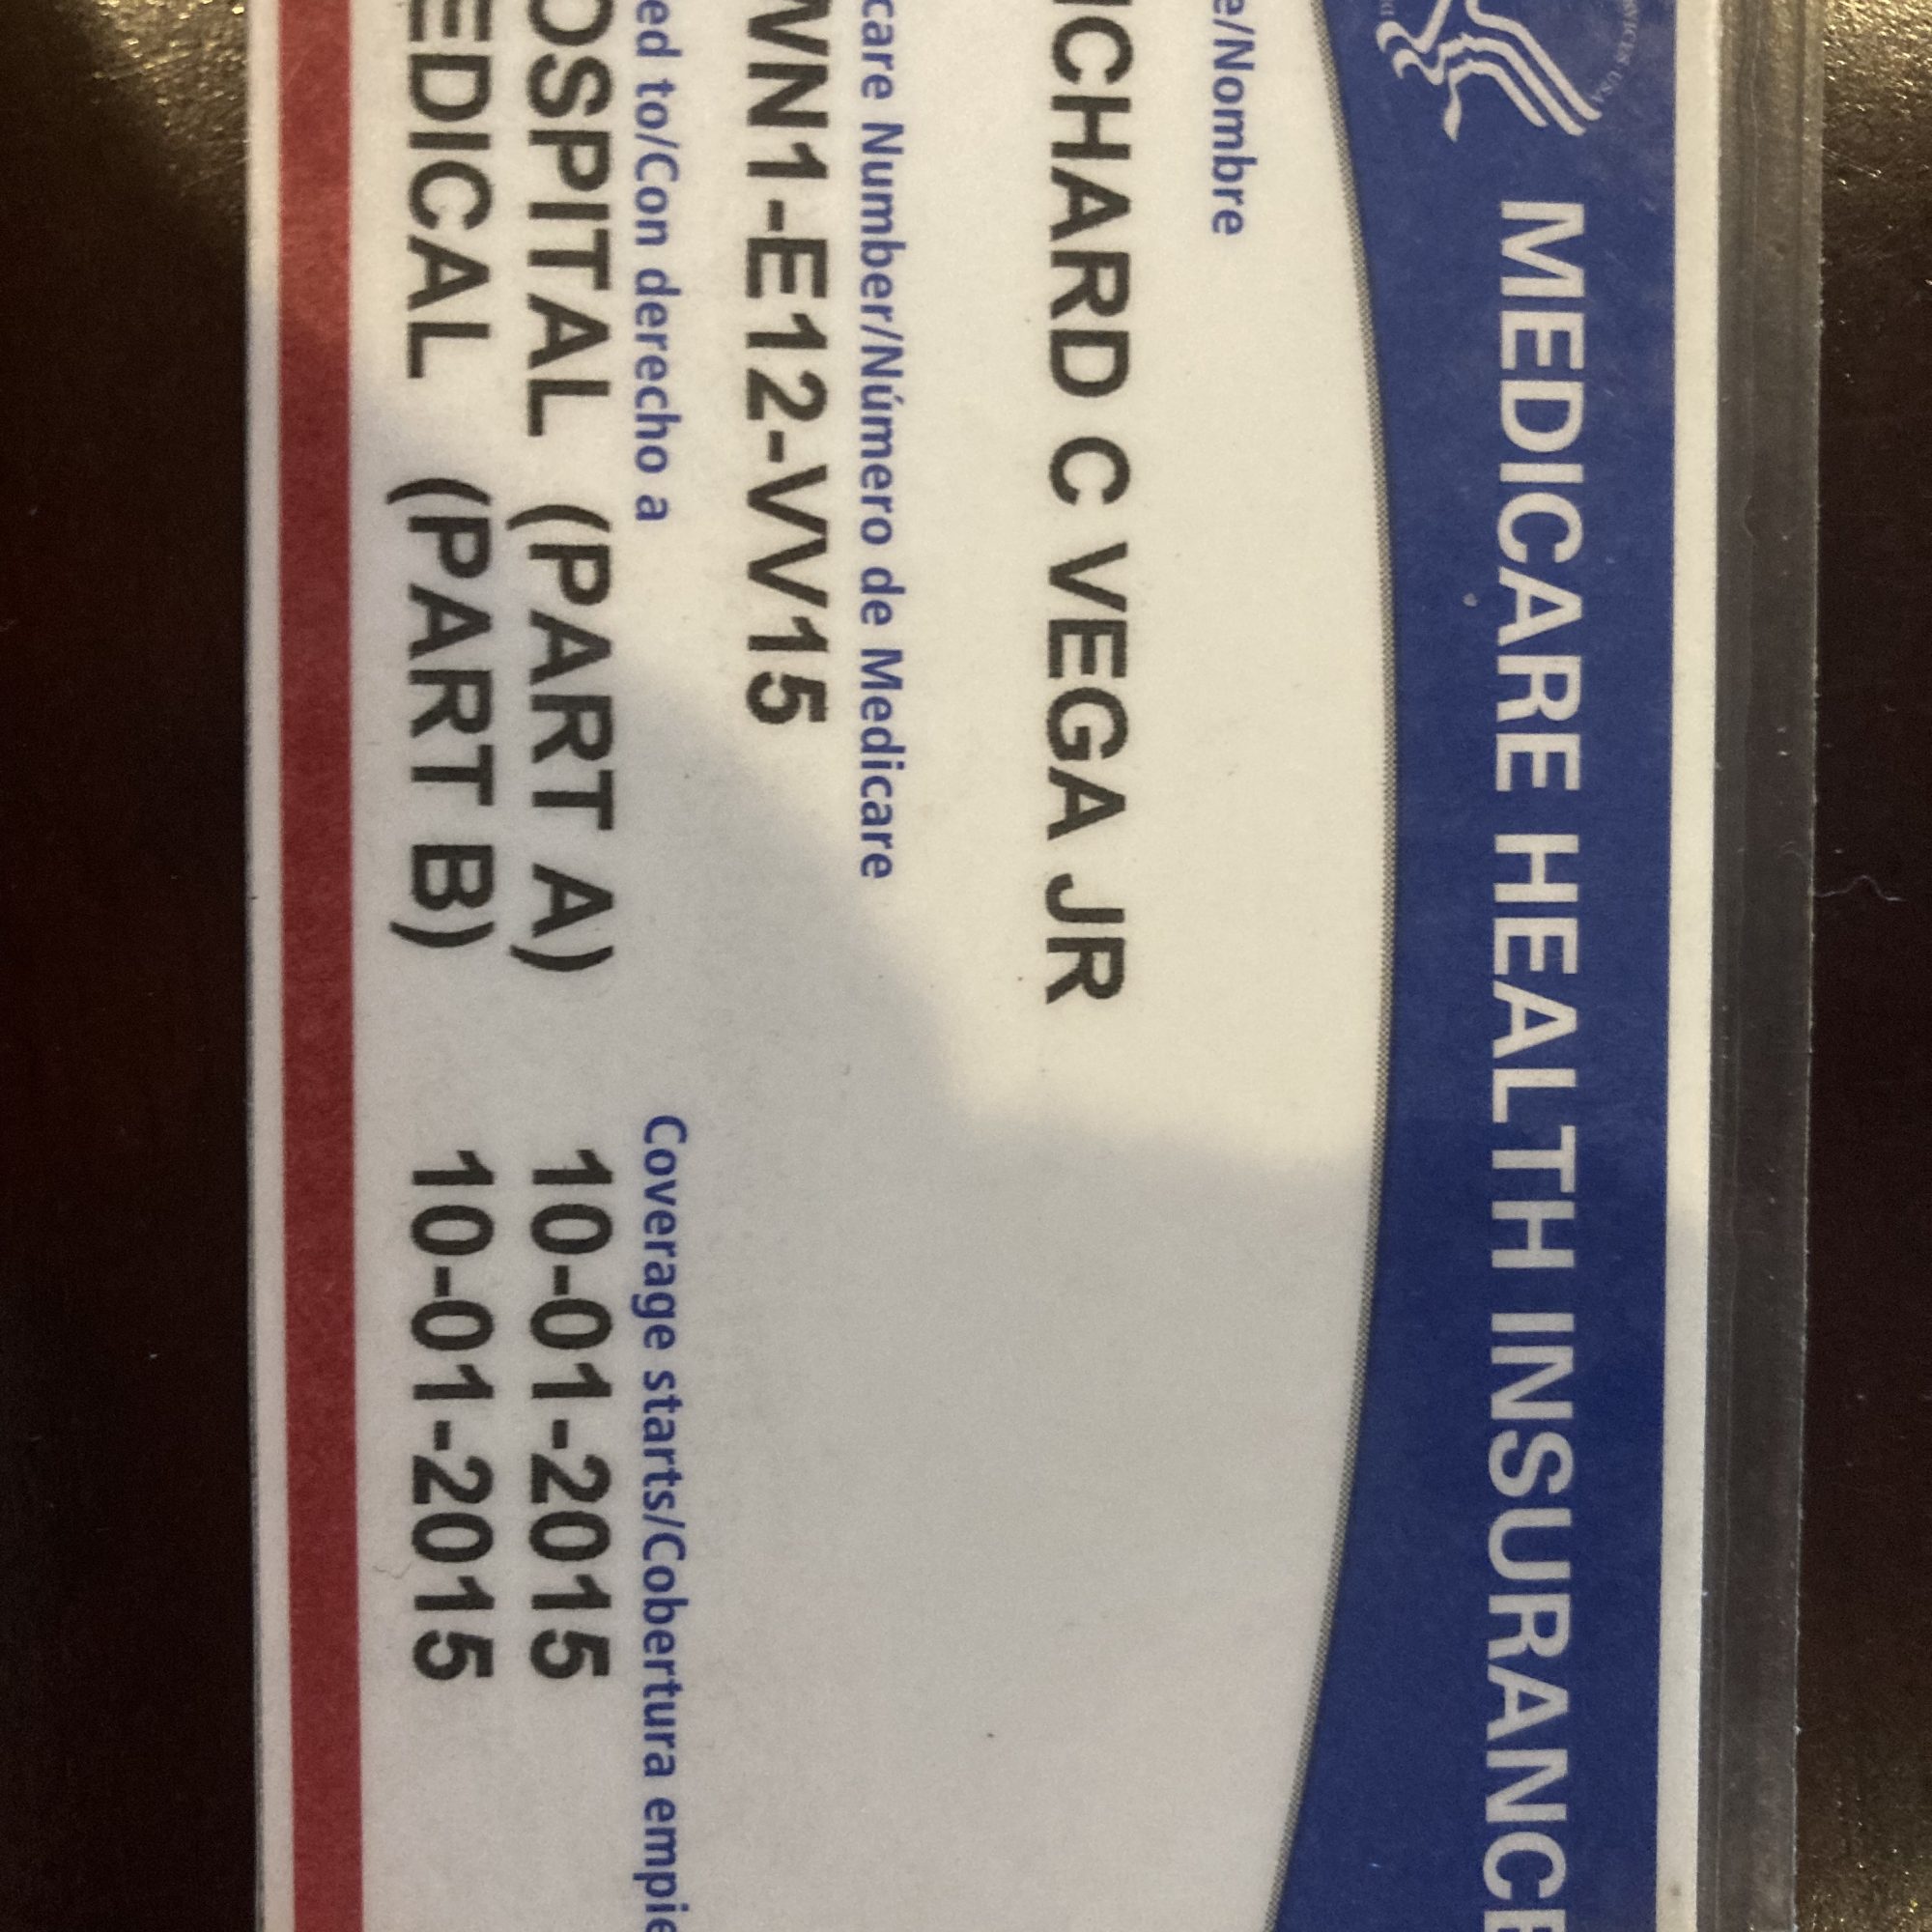 MEDICARE HEALTH INSURANCE
e/Nombre
ICHARD C VEGA JR
care Number/Número de Medicare
WN1-E12-VV15
ed to/Con derecho a
Coverage starts/Cobertura empie
OSPITAL (PART A) 10-01-2015
EDICAL (PART B) 10-01-2015